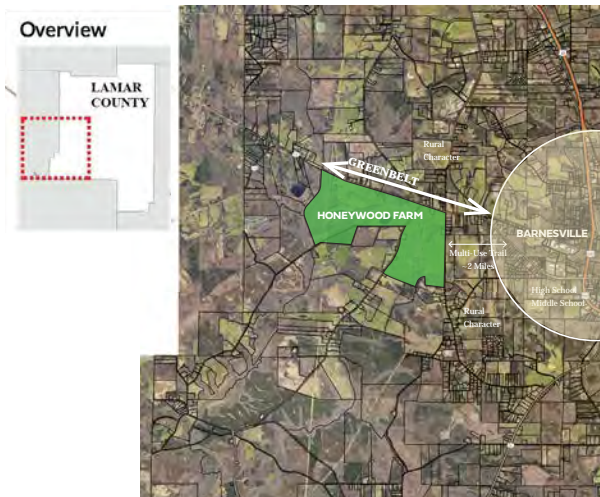 Overview
LAMAR
COUNTY
Rural
Character
GREENBELT
HONEYWOOD FARM
BARNESVILLE
Multi-Use Trail
~2 Miles
High School
Middle School
Rural
Character